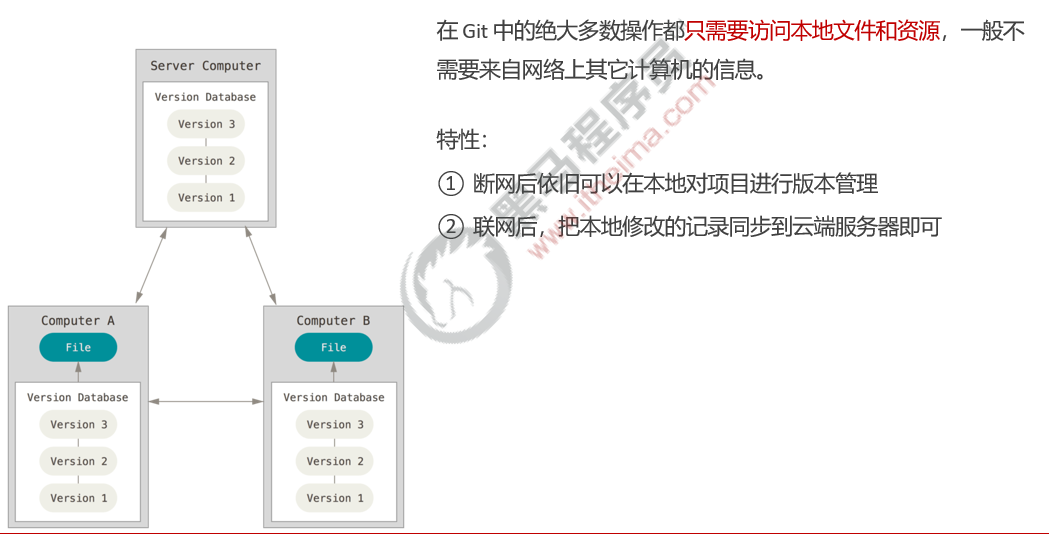 在 Git 中的绝大多数操作都只需要访问本地文件和资源，一般不
需要来自网络上其它计算机的信息。
特性：
① 断网后依旧可以在本地对项目进行版本管理
② 联网后，把本地修改的记录同步到云端服务器即可
黑马程序员
www.itheima.com
Server Computer
Version Database
Version 3
Version 2
Version 1
Computer A
File
Version Database
Version 3
Version 2
Version 1
Computer B
File
Version Database
Version 3
Version 2
Version 1